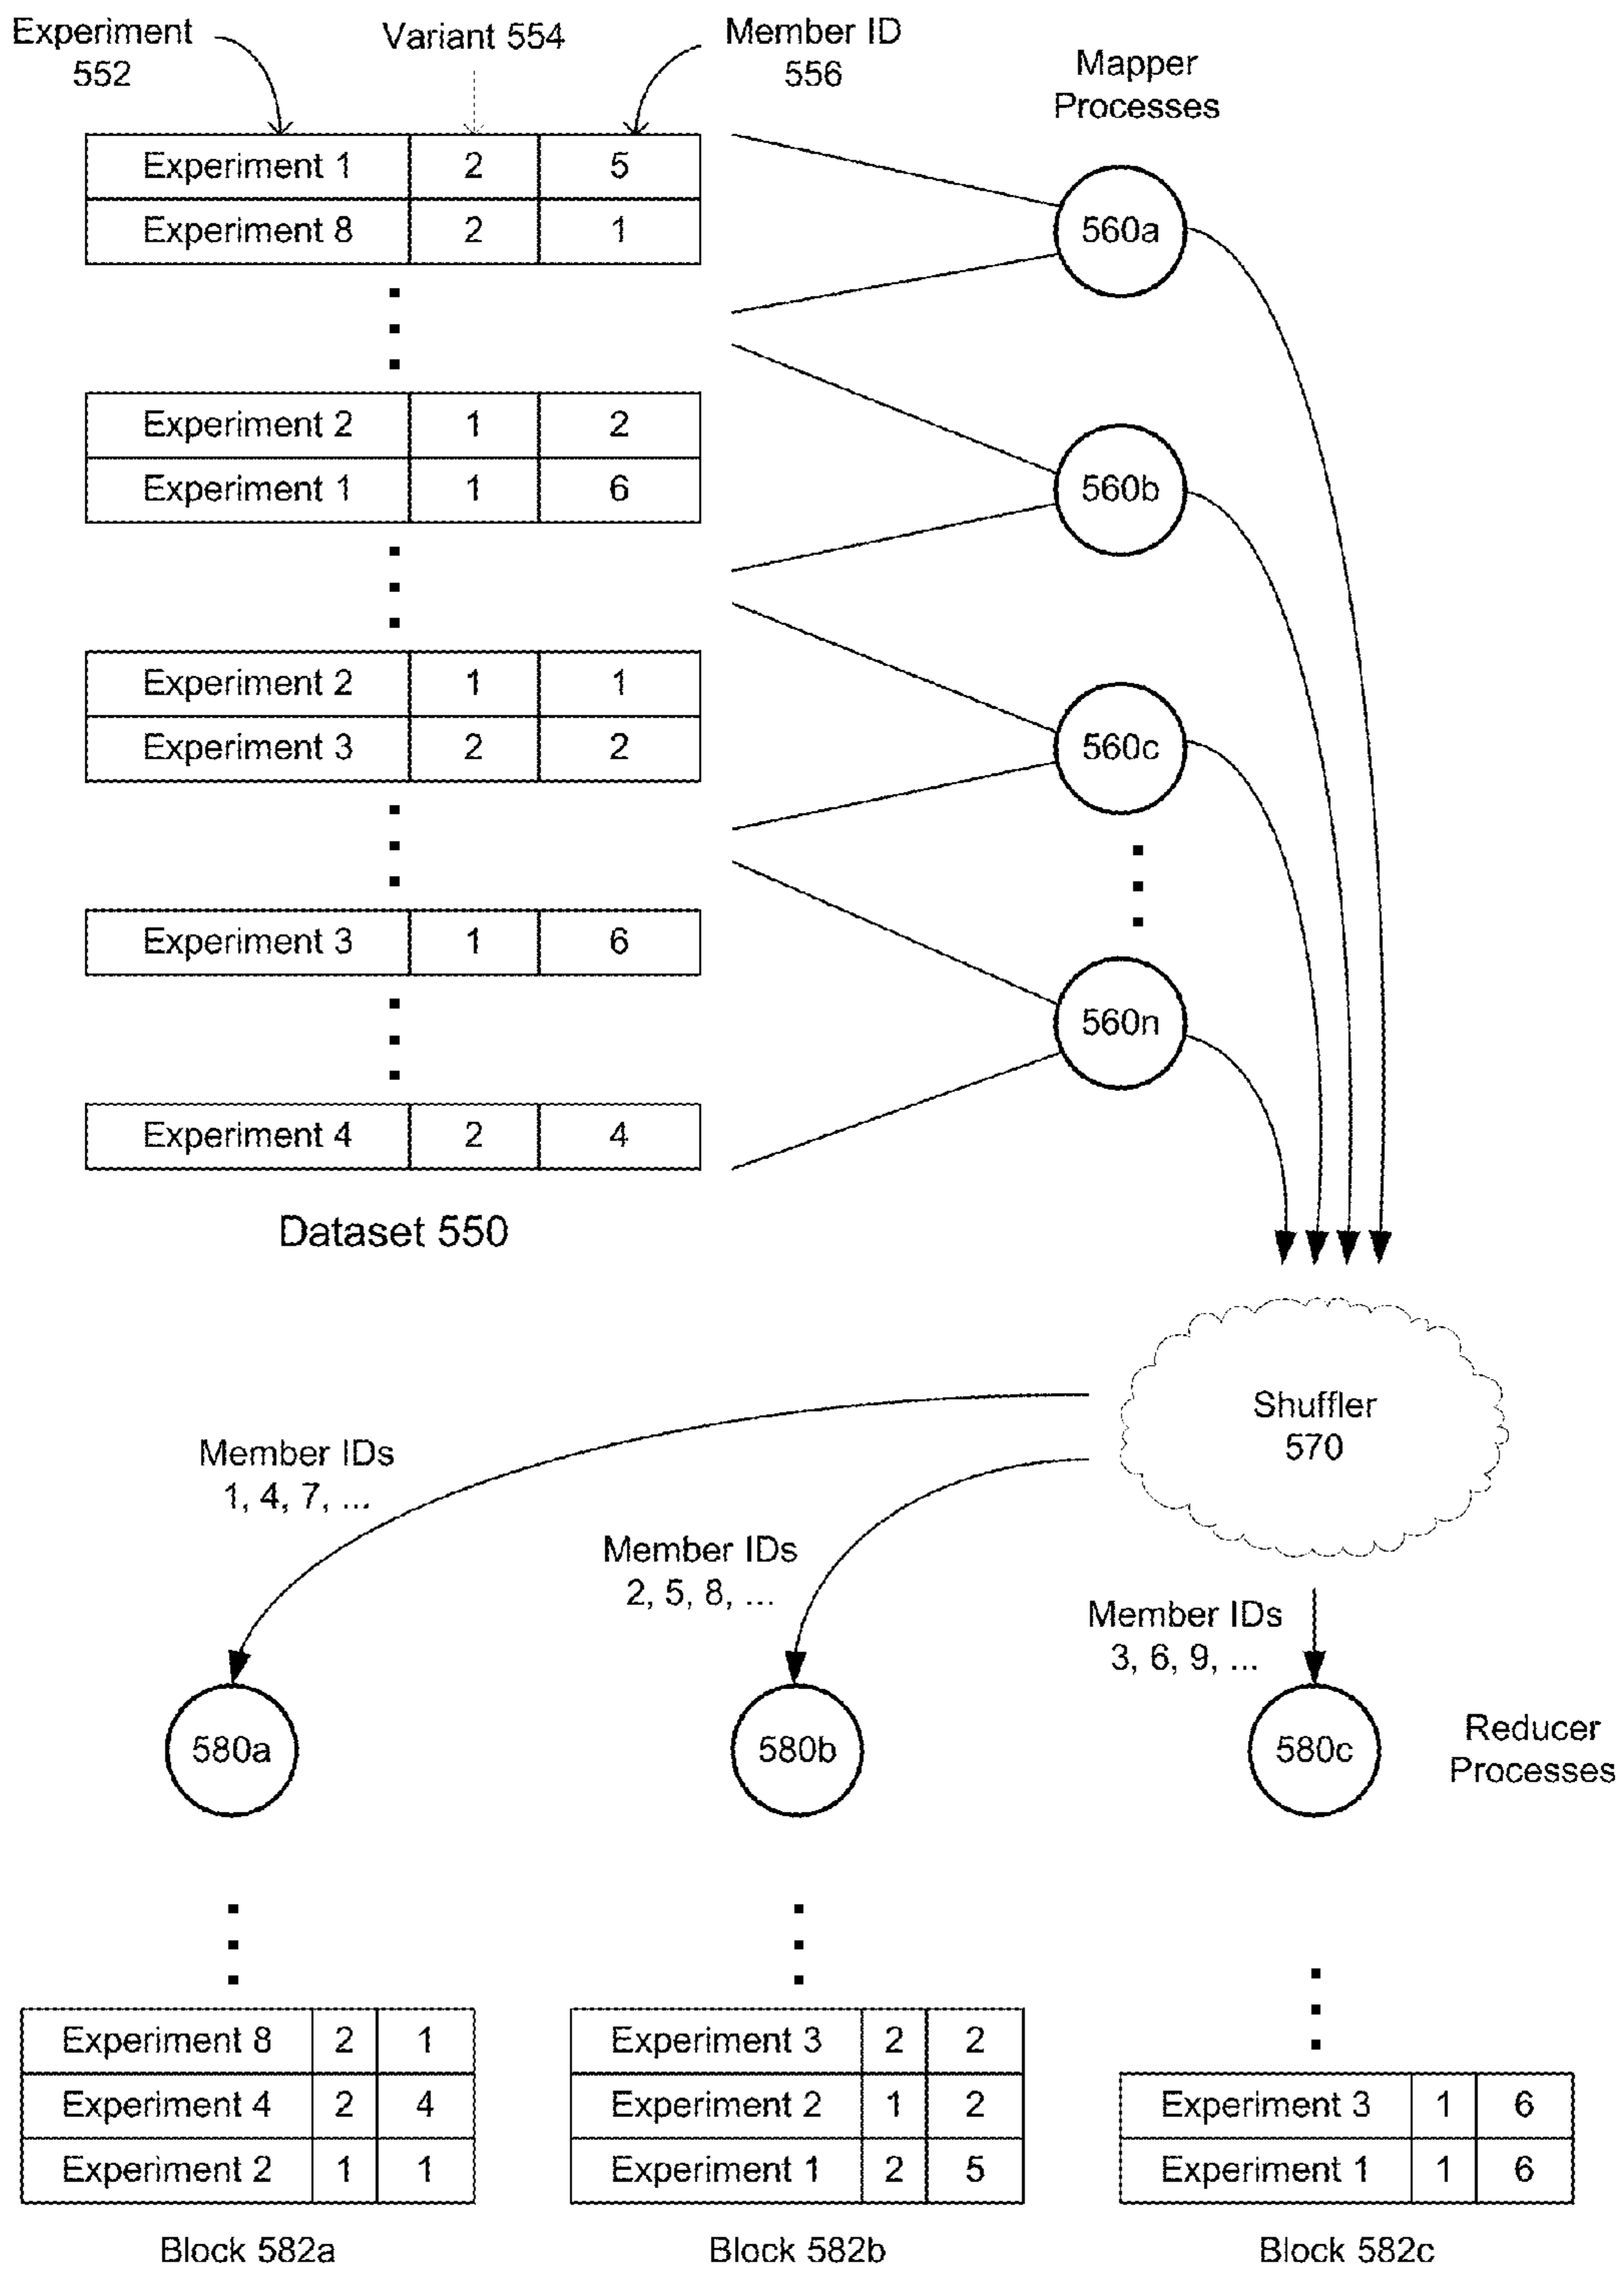 Experiment
552
Variant 554
Member ID
556
Mapper
Processes
Experiment 1 2 5
Experiment 8 2 1
560a
Experiment 2 1 2
Experiment 1 1 6
560b
Experiment 2 1 1
Experiment 3 2 2
560c
Experiment 3 1 6
560n
Experiment 4 2 4
Dataset 550
Shuffler
570
Member IDs
1, 4, 7, ...
Member IDs
2, 5, 8, ...
Member IDs
3, 6, 9, ...
580a
580b
580c
Reducer
Processes
Experiment 8 2 1
Experiment 4 2 4
Experiment 2 1 1
Block 582a
Experiment 3 2 2
Experiment 2 1 2
Experiment 1 2 5
Block 582b
Experiment 3 1 6
Experiment 1 1 6
Block 582c